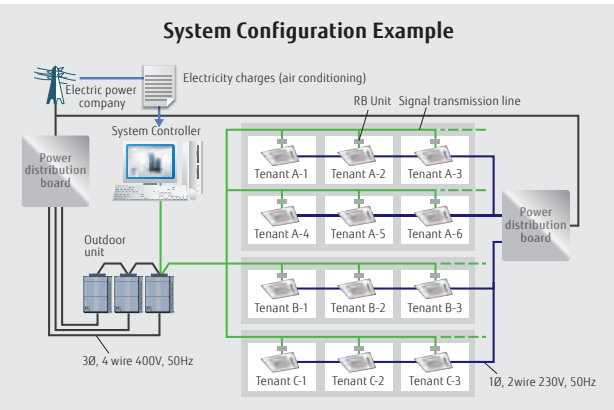 System Configuration Example
Electric power
company
Electricity charges (air conditioning)
RB Unit
Signal transmission line
System Controller
Power
distribution
board
Tenant A-1
Tenant A-2
Tenant A-3
Tenant A-4
Tenant A-5
Tenant A-6
Power
distribution
board
Outdoor
unit
Tenant B-1
Tenant B-2
Tenant B-3
3Ø, 4 wire 400V, 50Hz
Tenant C-1
Tenant C-2
Tenant C-3
1Ø, 2wire 230V, 50Hz